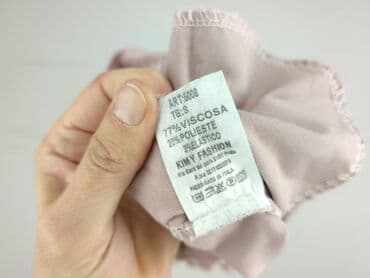 ART:5008
TG:S
77%VISCOSA
20%POLIESTE
3%ELASTICO
KIMY FASHION
MADE IN ITALY